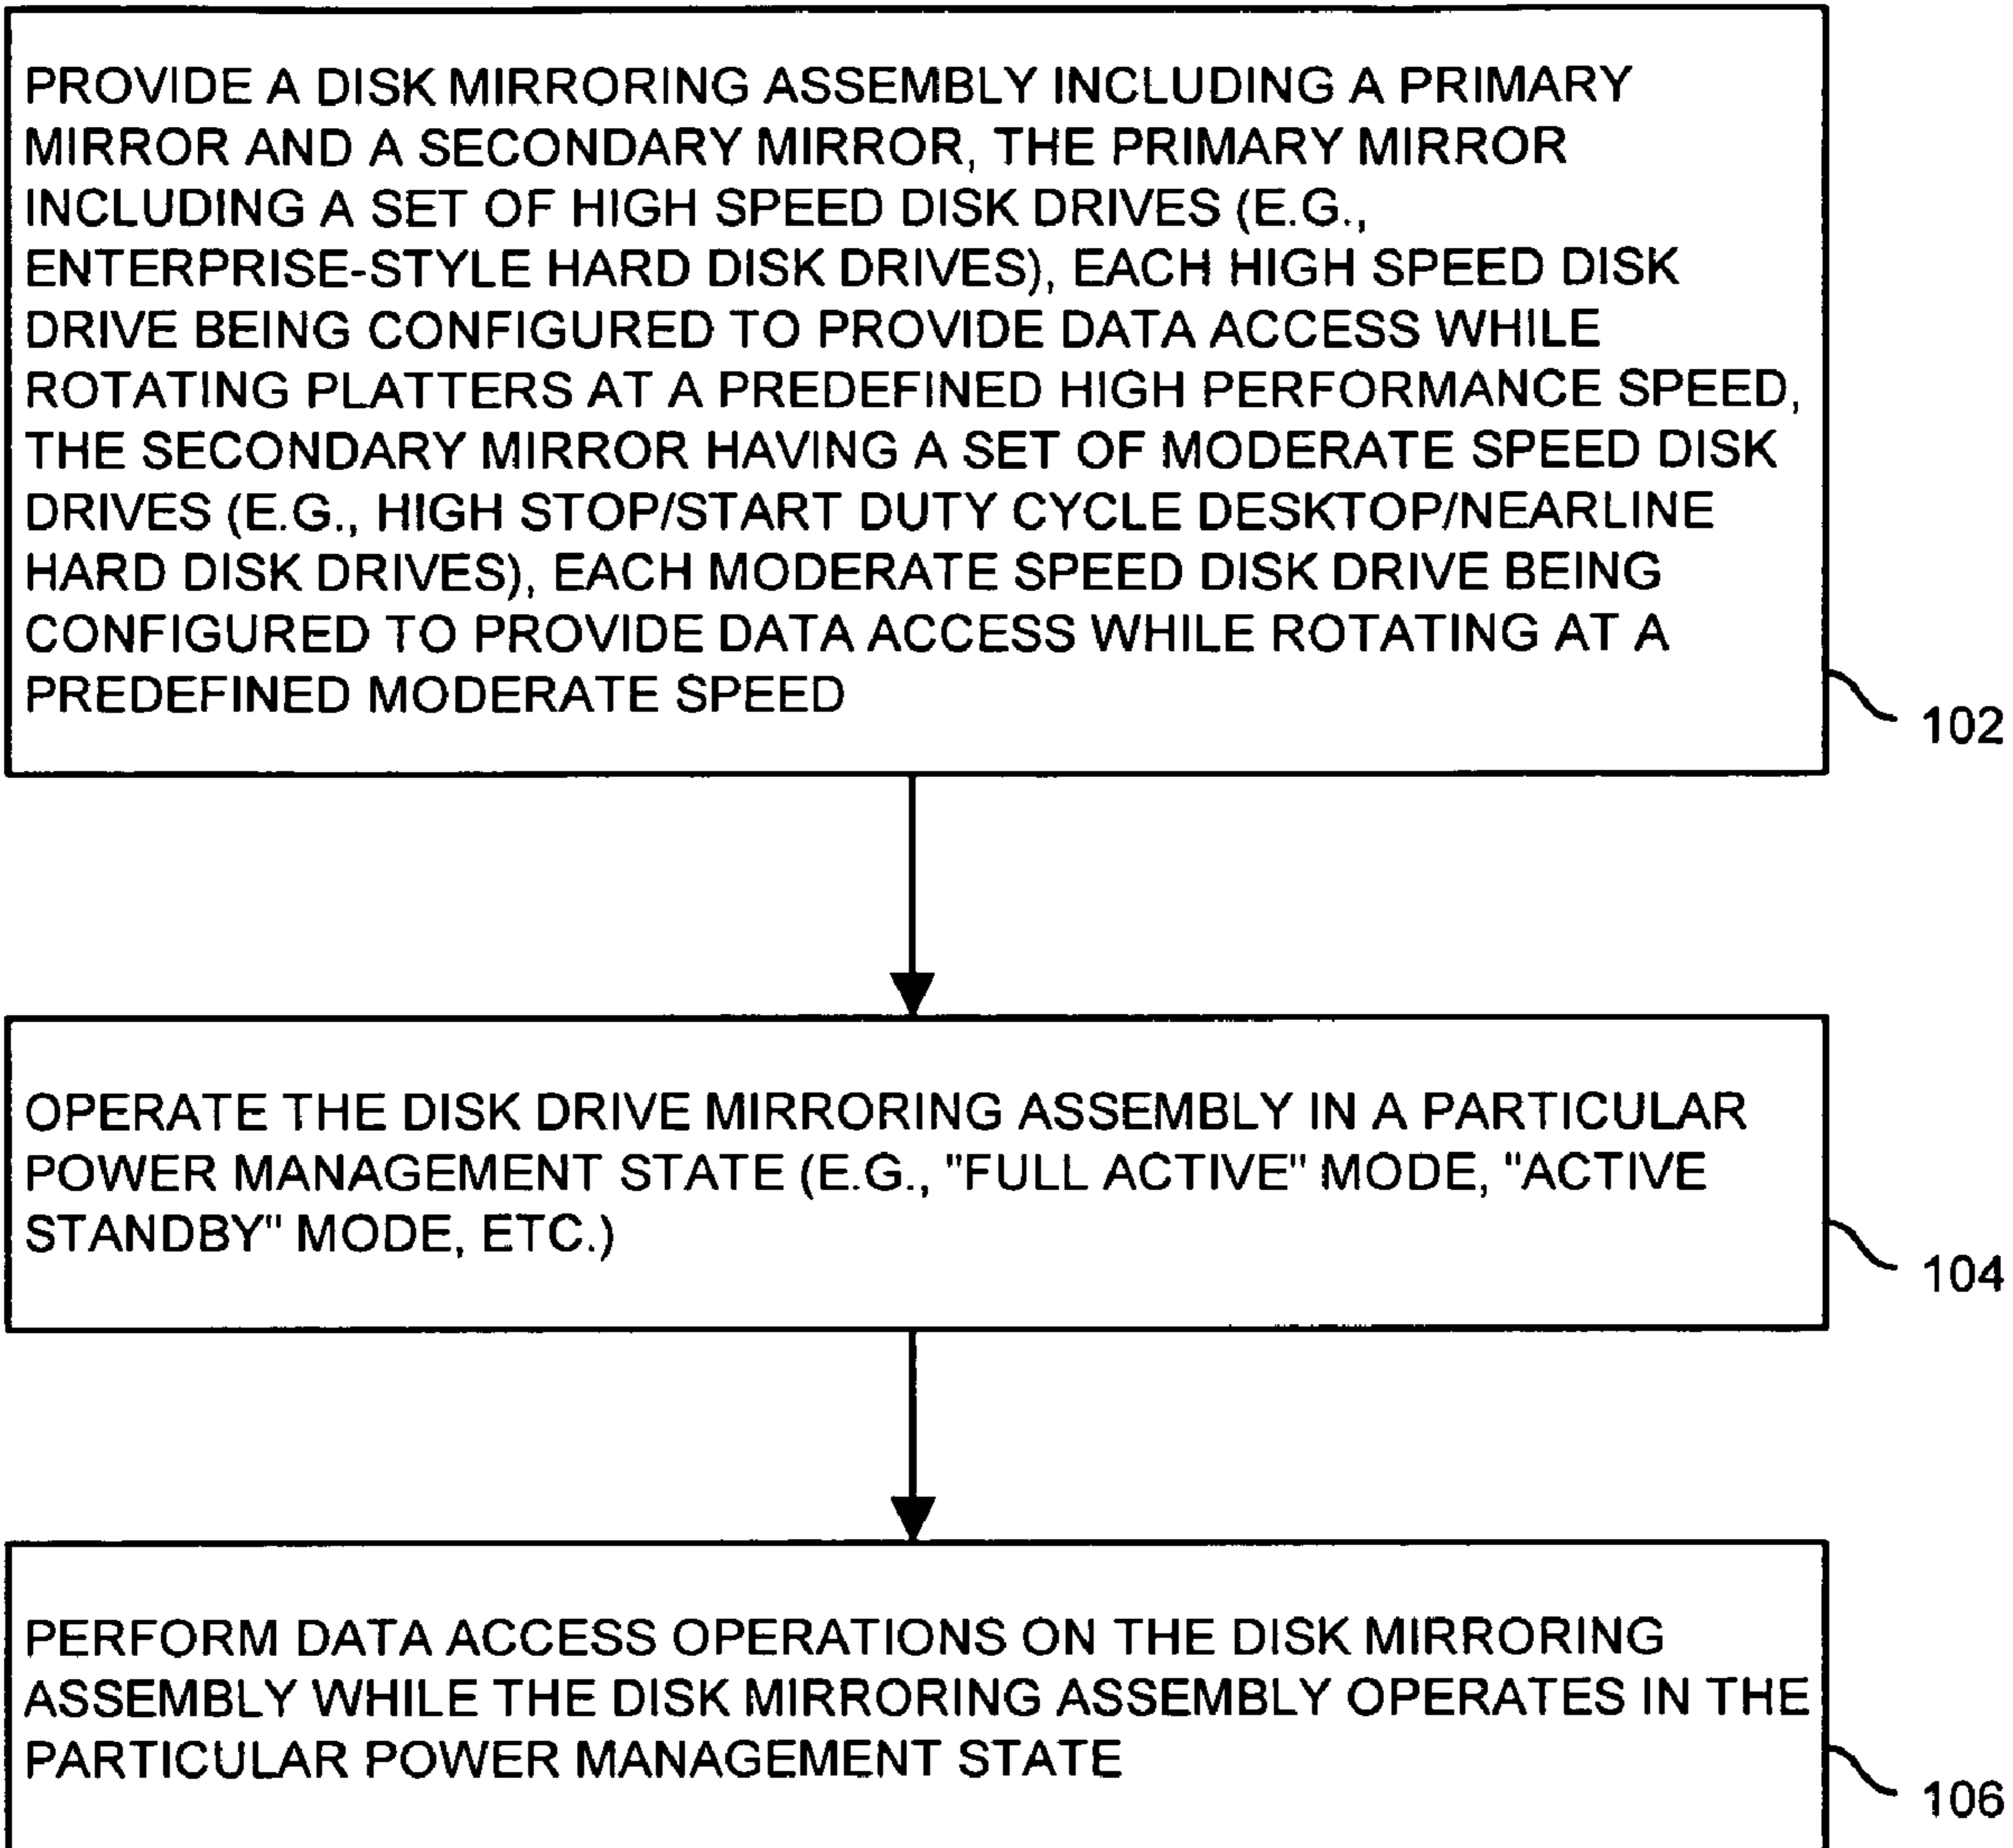 PROVIDE A DISK MIRRORING ASSEMBLY INCLUDING A PRIMARY
MIRROR AND A SECONDARY MIRROR, THE PRIMARY MIRROR
INCLUDING A SET OF HIGH SPEED DISK DRIVES (E.G.,
ENTERPRISE-STYLE HARD DISK DRIVES), EACH HIGH SPEED DISK
DRIVE BEING CONFIGURED TO PROVIDE DATA ACCESS WHILE
ROTATING PLATTERS AT A PREDEFINED HIGH PERFORMANCE SPEED,
THE SECONDARY MIRROR HAVING A SET OF MODERATE SPEED DISK
DRIVES (E.G., HIGH STOP/START DUTY CYCLE DESKTOP/NEARLINE
HARD DISK DRIVES), EACH MODERATE SPEED DISK DRIVE BEING
CONFIGURED TO PROVIDE DATA ACCESS WHILE ROTATING AT A
PREDEFINED MODERATE SPEED
102
OPERATE THE DISK DRIVE MIRRORING ASSEMBLY IN A PARTICULAR
POWER MANAGEMENT STATE (E.G., "FULL ACTIVE" MODE, "ACTIVE
STANDBY" MODE, ETC.)
104
PERFORM DATA ACCESS OPERATIONS ON THE DISK MIRRORING
ASSEMBLY WHILE THE DISK MIRRORING ASSEMBLY OPERATES IN THE
PARTICULAR POWER MANAGEMENT STATE
106